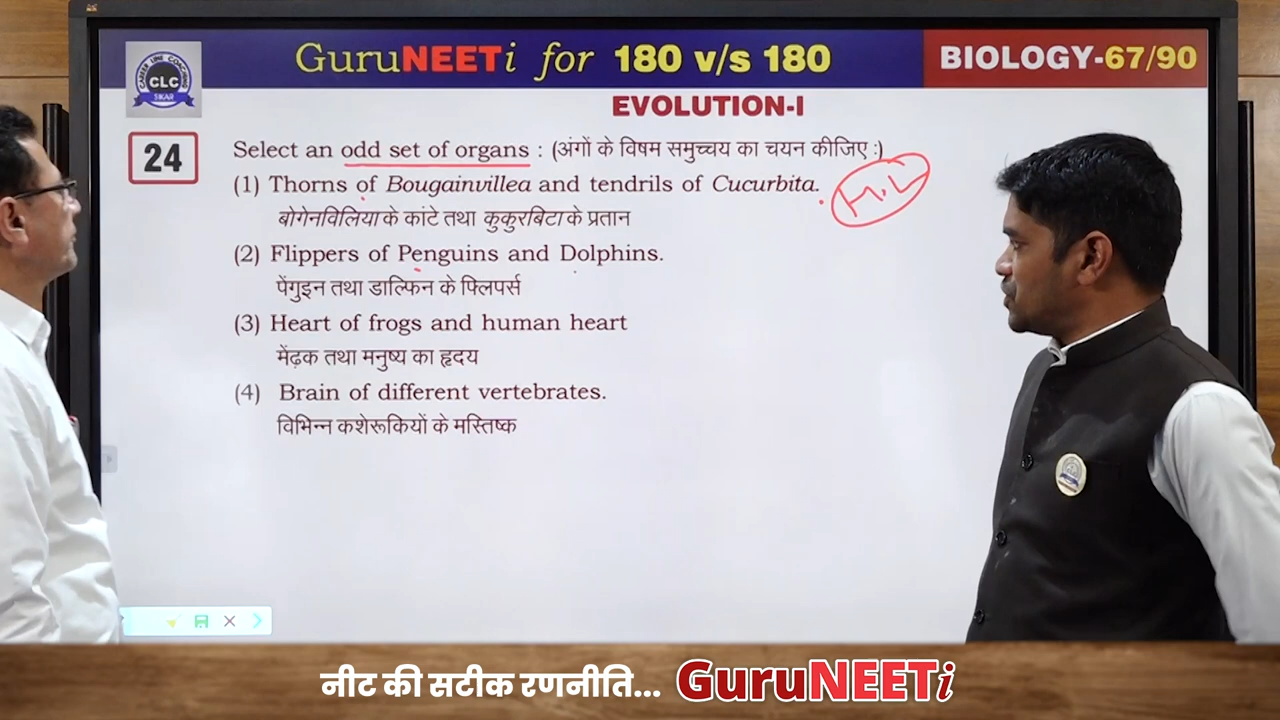 GuruNEETi for 180 v/s 180
BIOLOGY-67/90
CAREER LINE COACHING
CLC
SIKAR
EVOLUTION-I
24
Select an odd set of organs : (अंगों के विषम समुच्चय का चयन कीजिए :)
(1) Thorns of Bougainvillea and tendrils of Cucurbita.
H.L
बोगेनविलिया के कांटे तथा कुकुरबिटा के प्रतान
(2) Flippers of Penguins and Dolphins.
पेंगुइन तथा डाल्फिन के फ्लिपर्स
(3) Heart of frogs and human heart
मेंढ़क तथा मनुष्य का हृदय
(4) Brain of different vertebrates.
विभिन्न कशेरूकियों के मस्तिष्क
नीट की सटीक रणनीति... GuruNEETi